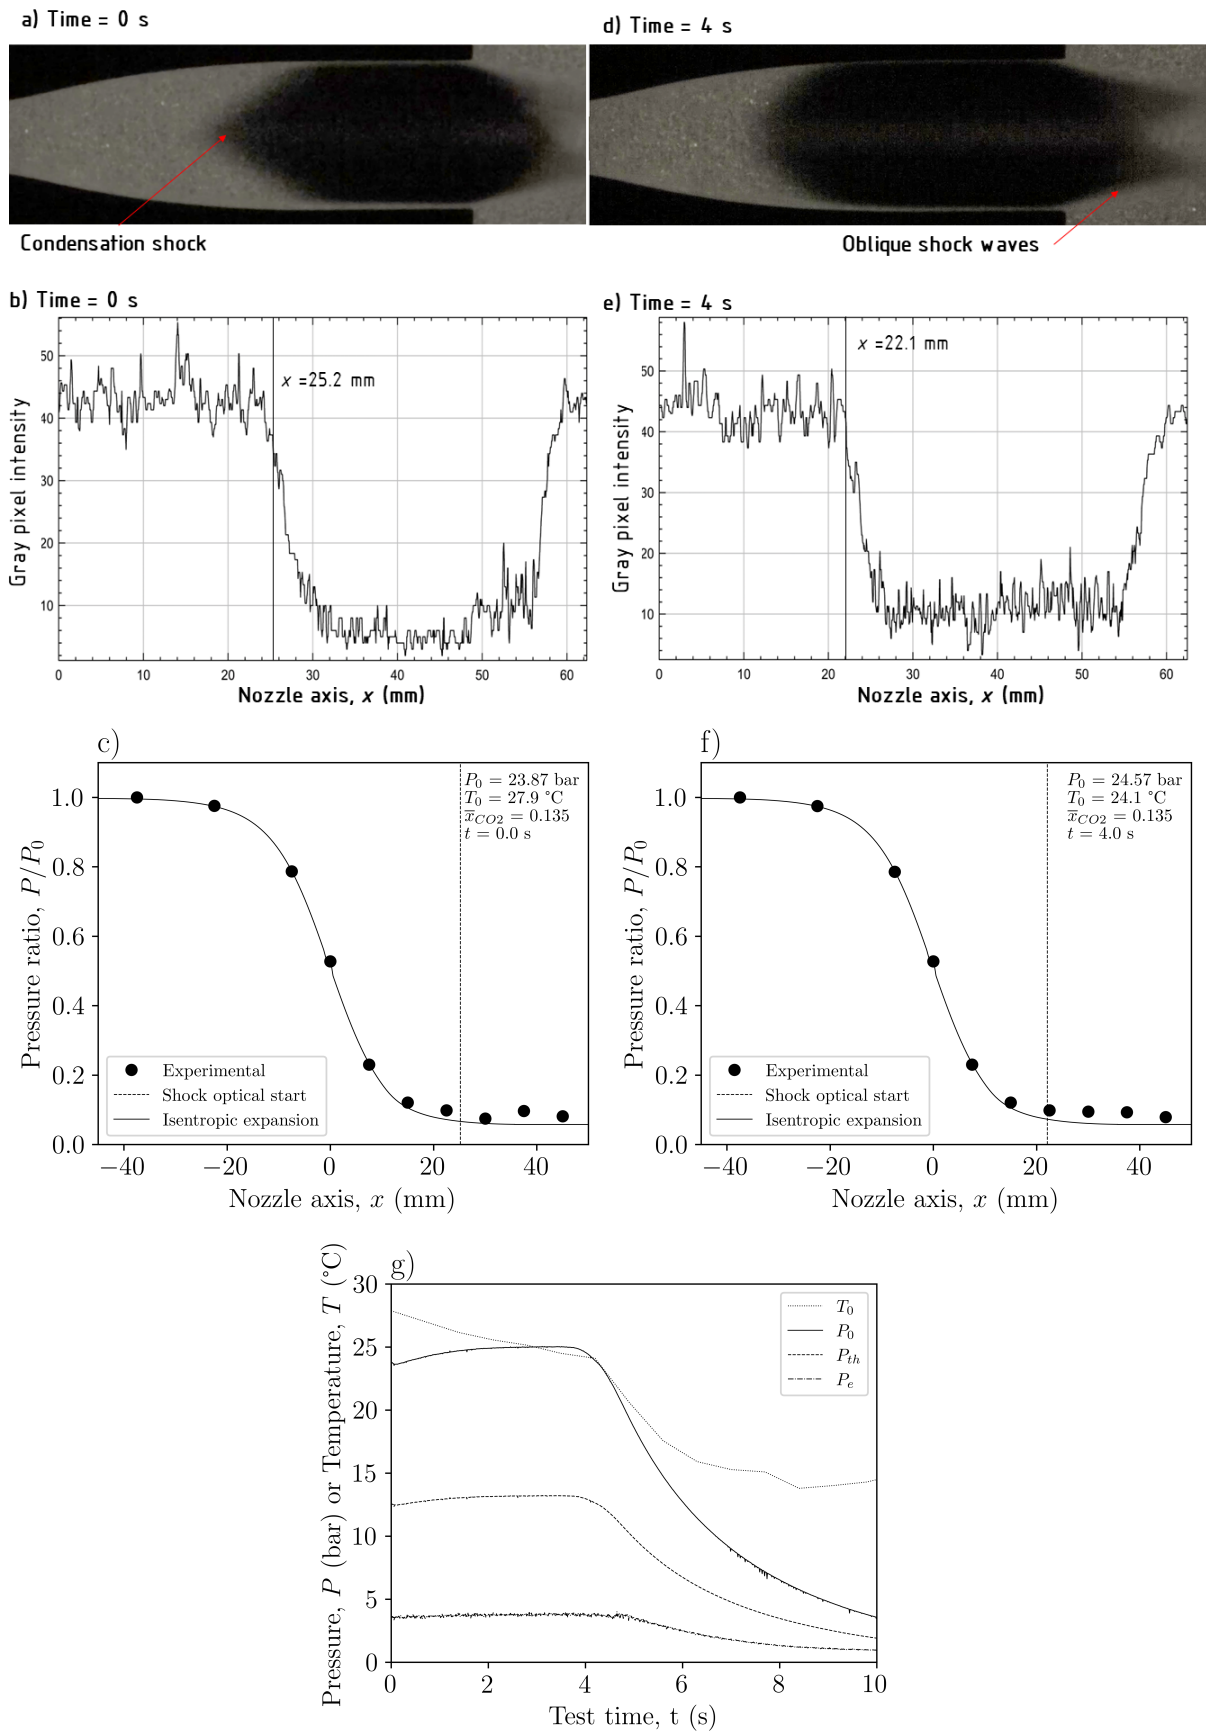 a) Time = 0 s
d) Time = 4 s
Condensation shock
Oblique shock waves
b) Time = 0 s
Gray pixel intensity
50
40
30
20
10
x =25.2 mm
0 10 20 30 40 50 60
Nozzle axis, x (mm)
e) Time = 4 s
Gray pixel intensity
50
40
30
20
10
x =22.1 mm
0 10 20 30 40 50 60
Nozzle axis, x (mm)
c)
Pressure ratio, P/P0
1.0
0.8
0.6
0.4
0.2
0.0
P0 = 23.87 bar
T0 = 27.9 °C
x̅CO2 = 0.135
t = 0.0 s
Experimental
Shock optical start
Isentropic expansion
−40 −20 0 20 40
Nozzle axis, x (mm)
f)
Pressure ratio, P/P0
1.0
0.8
0.6
0.4
0.2
0.0
P0 = 24.57 bar
T0 = 24.1 °C
x̅CO2 = 0.135
t = 4.0 s
Experimental
Shock optical start
Isentropic expansion
−40 −20 0 20 40
Nozzle axis, x (mm)
g)
Pressure, P (bar) or Temperature, T (°C)
30
25
20
15
10
5
0
T0
P0
Pth
Pe
0 2 4 6 8 10
Test time, t (s)